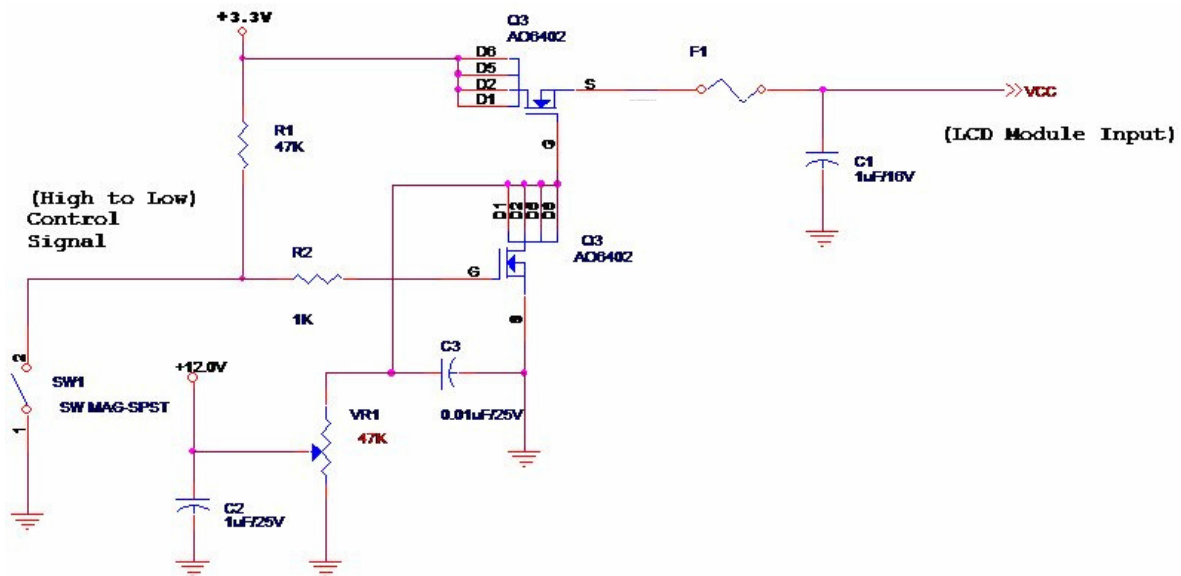 +3.3V
Q3
AO6402
D6
D5
D2
D1
S
G
F1
VCC
(LCD Module Input)
R1
47K
C1
1uF/16V
(High to Low)
Control
Signal
D1
D2
Q3
AO6402
R2
1K
G
2
SW1
SW MAG-SPST
1
+12.0V
C3
0.01uF/25V
VR1
47K
C2
1uF/25V